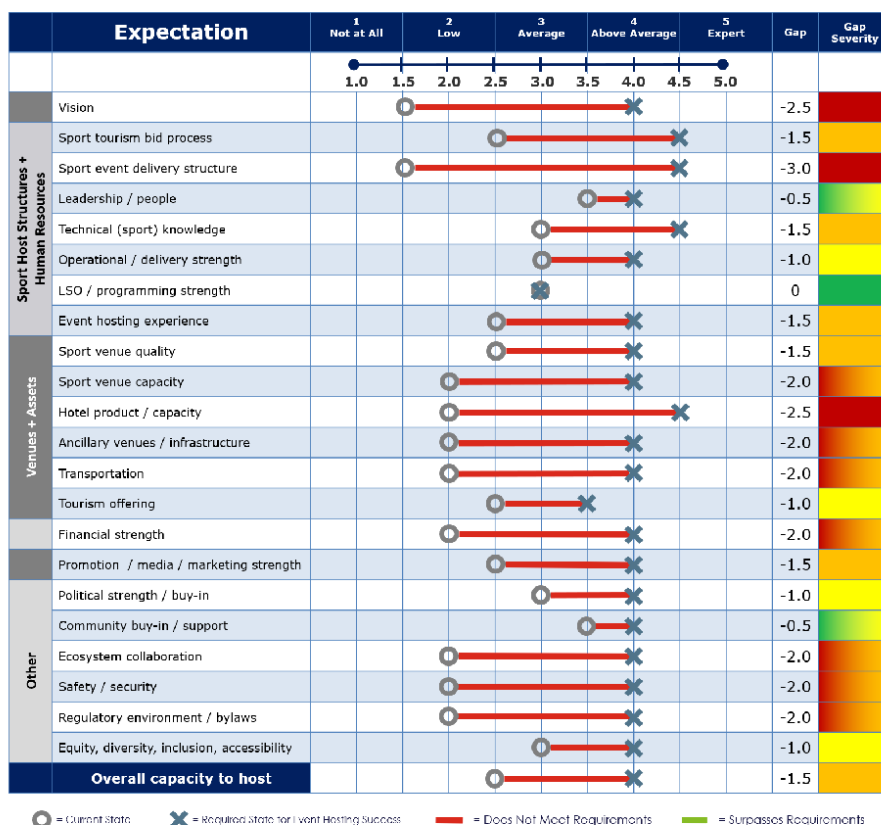 Expectation
1 2 3 4 5 Gap Gap
Not at All Low Average Above Average Expert Severity
1.0 1.5 2.0 2.5 3.0 3.5 4.0 4.5 5.0
Vision -2.5
Sport Host Structures +
Human Resources
Sport tourism bid process -1.5
Sport event delivery structure -3.0
Leadership / people -0.5
Technical (sport) knowledge -1.5
Operational / delivery strength -1.0
LSO / programming strength 0
Event hosting experience -1.5
Venues + Assets
Sport venue quality -1.5
Sport venue capacity -2.0
Hotel product / capacity -2.5
Ancillary venues / infrastructure -2.0
Transportation -2.0
Tourism offering -1.0
Financial strength -2.0
Promotion / media / marketing strength -1.5
Other
Political strength / buy-in -1.0
Community buy-in / support -0.5
Ecosystem collaboration -2.0
Safety / security -2.0
Regulatory environment / bylaws -2.0
Equity, diversity, inclusion, accessibility -1.0
Overall capacity to host -1.5
= Current State = Required State for Event Hosting Success = Does Not Meet Requirements = Surpasses Requirements